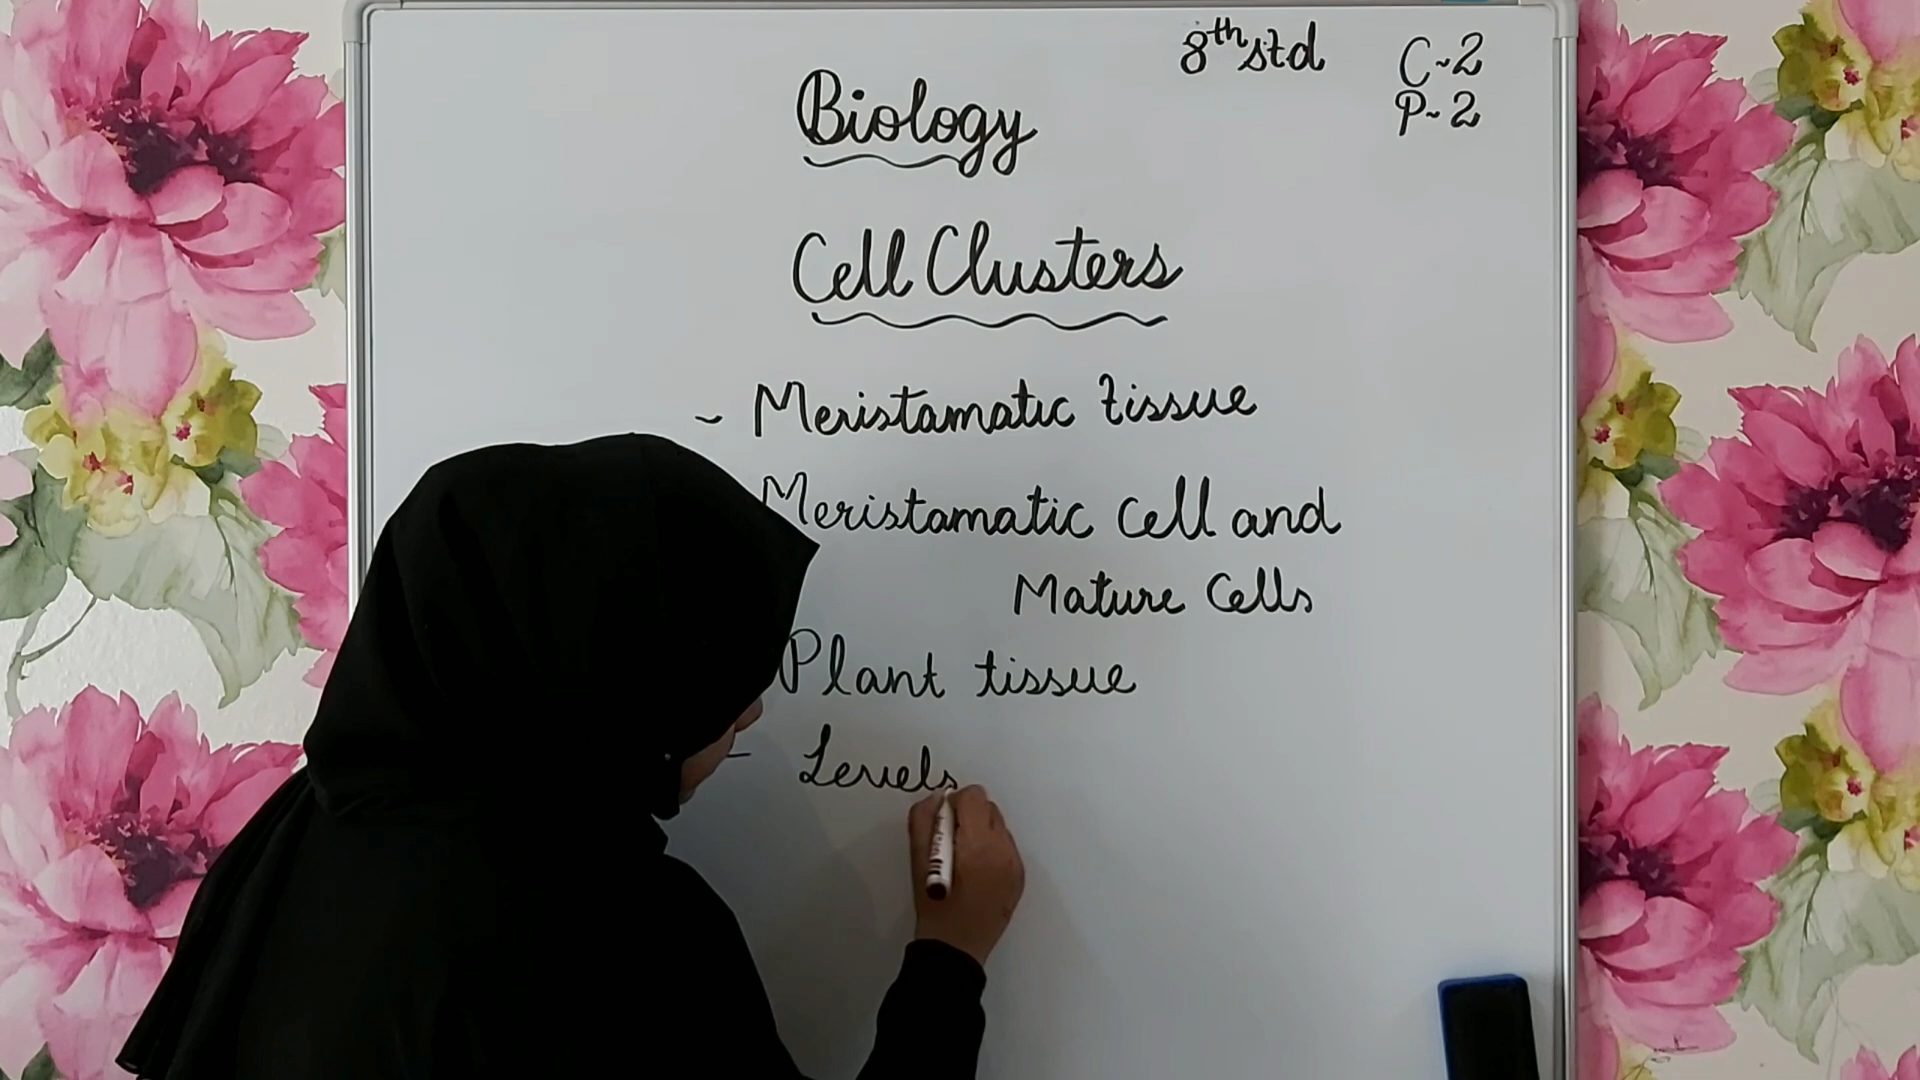 8th std C-2
P-2
Biology
Cell Clusters
- Meristamatic tissue
Meristamatic cell and
Mature Cells
Plant tissue
- Levels